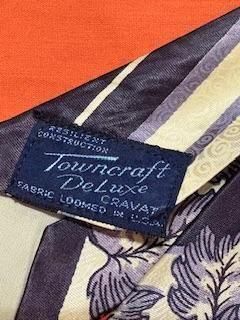 RESILIENT
CONSTRUCTION
Towncraft
DeLuxe
CRAVAT
FABRIC LOOMED IN U.S.A.